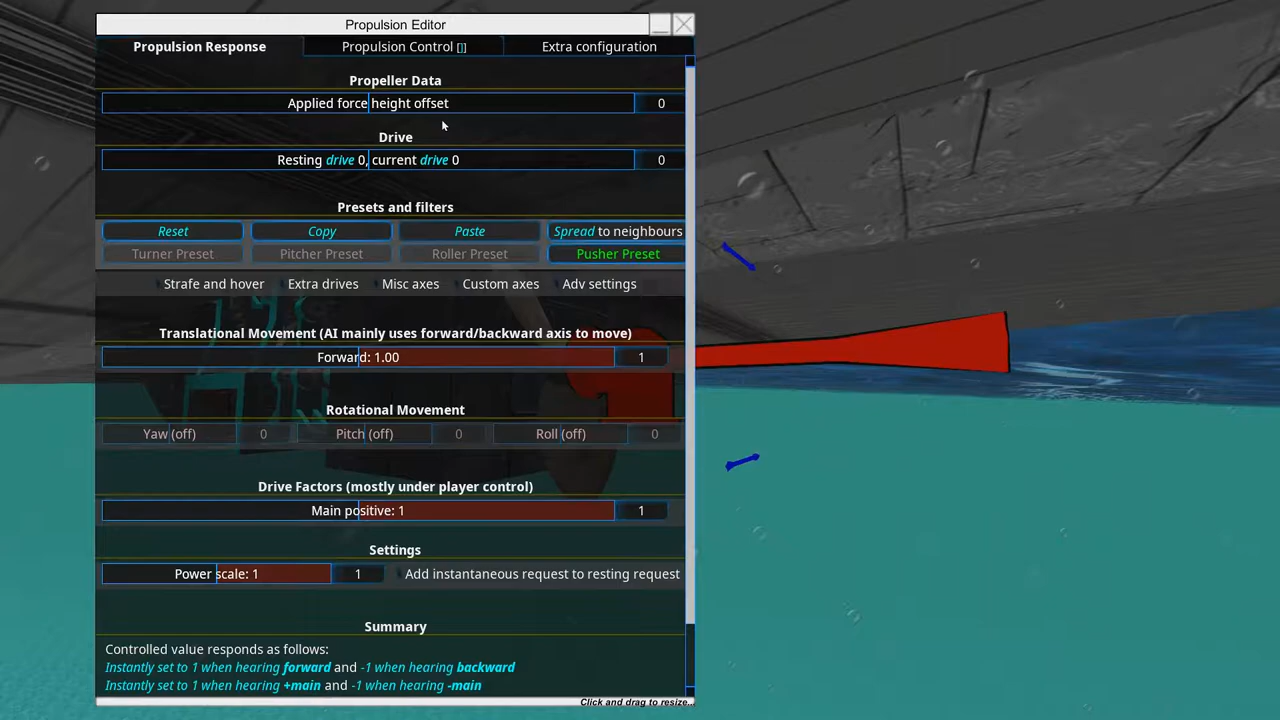 Propulsion Editor
Propulsion Response
Propulsion Control []
Extra configuration
Propeller Data
Applied force height offset 0
Drive
Resting drive 0, current drive 0 0
Presets and filters
Reset Copy Paste Spread to neighbours
Turner Preset Pitcher Preset Roller Preset Pusher Preset
Strafe and hover Extra drives Misc axes Custom axes Adv settings
Translational Movement (AI mainly uses forward/backward axis to move)
Forward: 1.00 1
Rotational Movement
Yaw (off) 0 Pitch (off) 0 Roll (off) 0
Drive Factors (mostly under player control)
Main positive: 1 1
Settings
Power scale: 1 1 Add instantaneous request to resting request
Summary
Controlled value responds as follows:
Instantly set to 1 when hearing forward and -1 when hearing backward
Instantly set to 1 when hearing +main and -1 when hearing -main
Click and drag to resize...